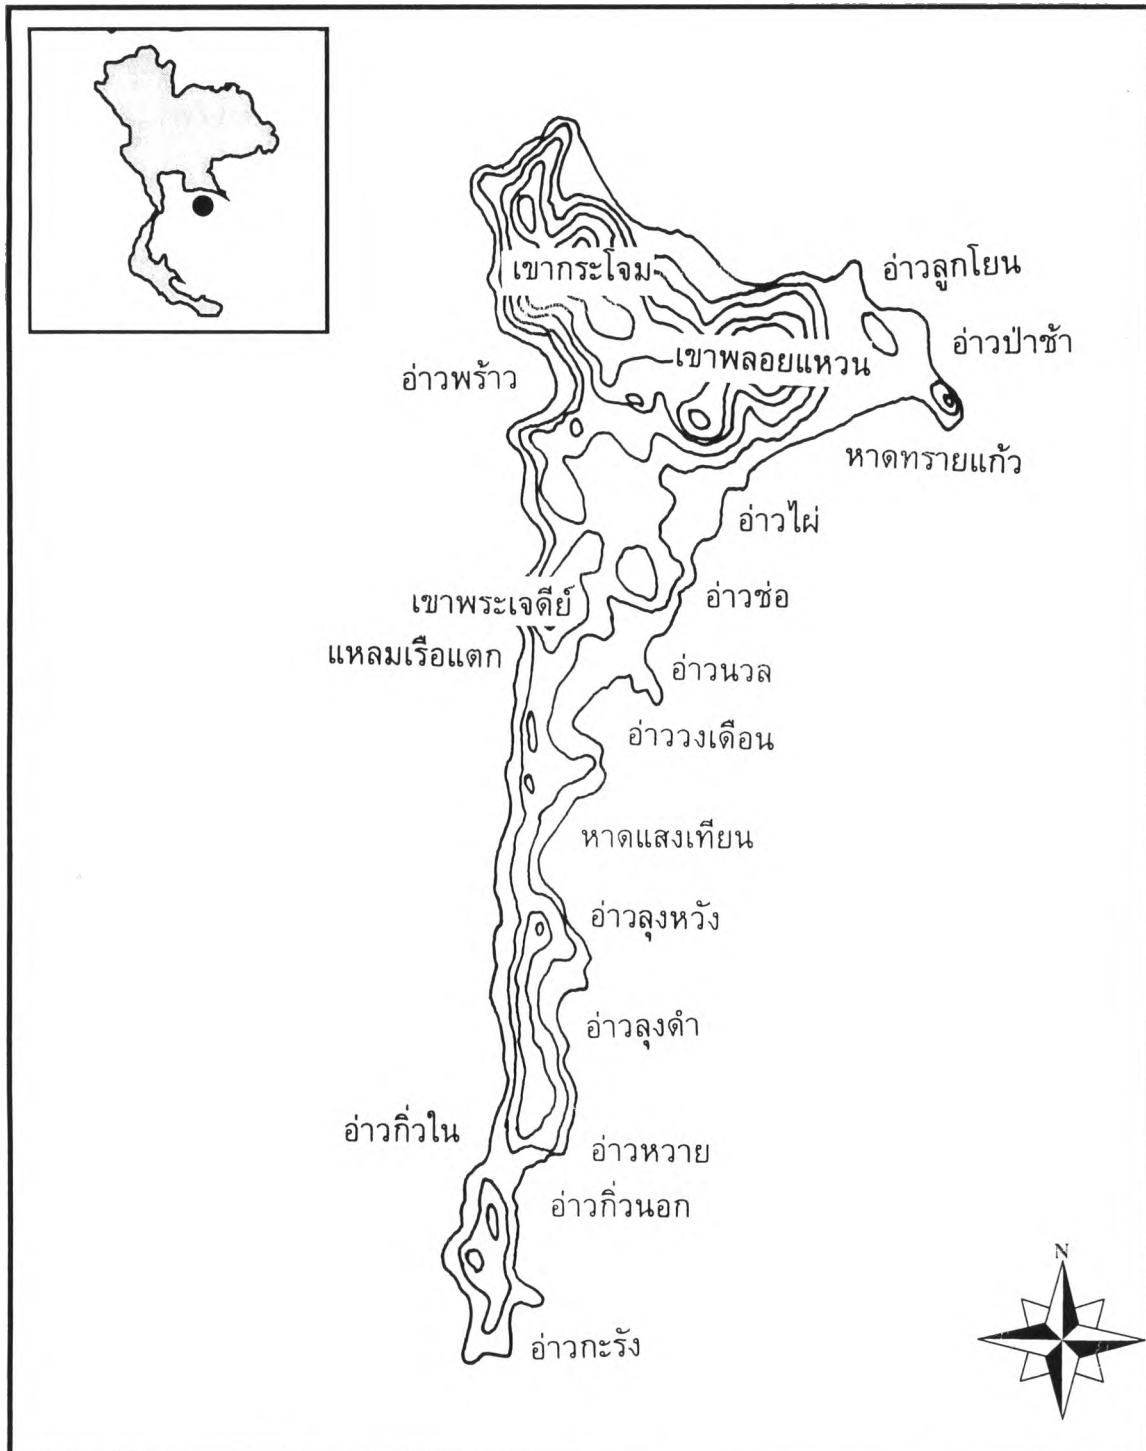 เขากระโจม
อ่าวลูกโยน
อ่าวป่าช้า
เขาพลอยแหวน
อ่าวพร้าว
หาดทรายแก้ว
อ่าวไผ่
อ่าวช่อ
เขาพระเจดีย์
แหลมเรือแตก
อ่าวนวล
อ่าววงเดือน
หาดแสงเทียน
อ่าวลุงหวัง
อ่าวลุงดำ
อ่าวกิ่วใน
อ่าวหวาย
อ่าวกิ่วนอก
N
อ่าวกะรัง